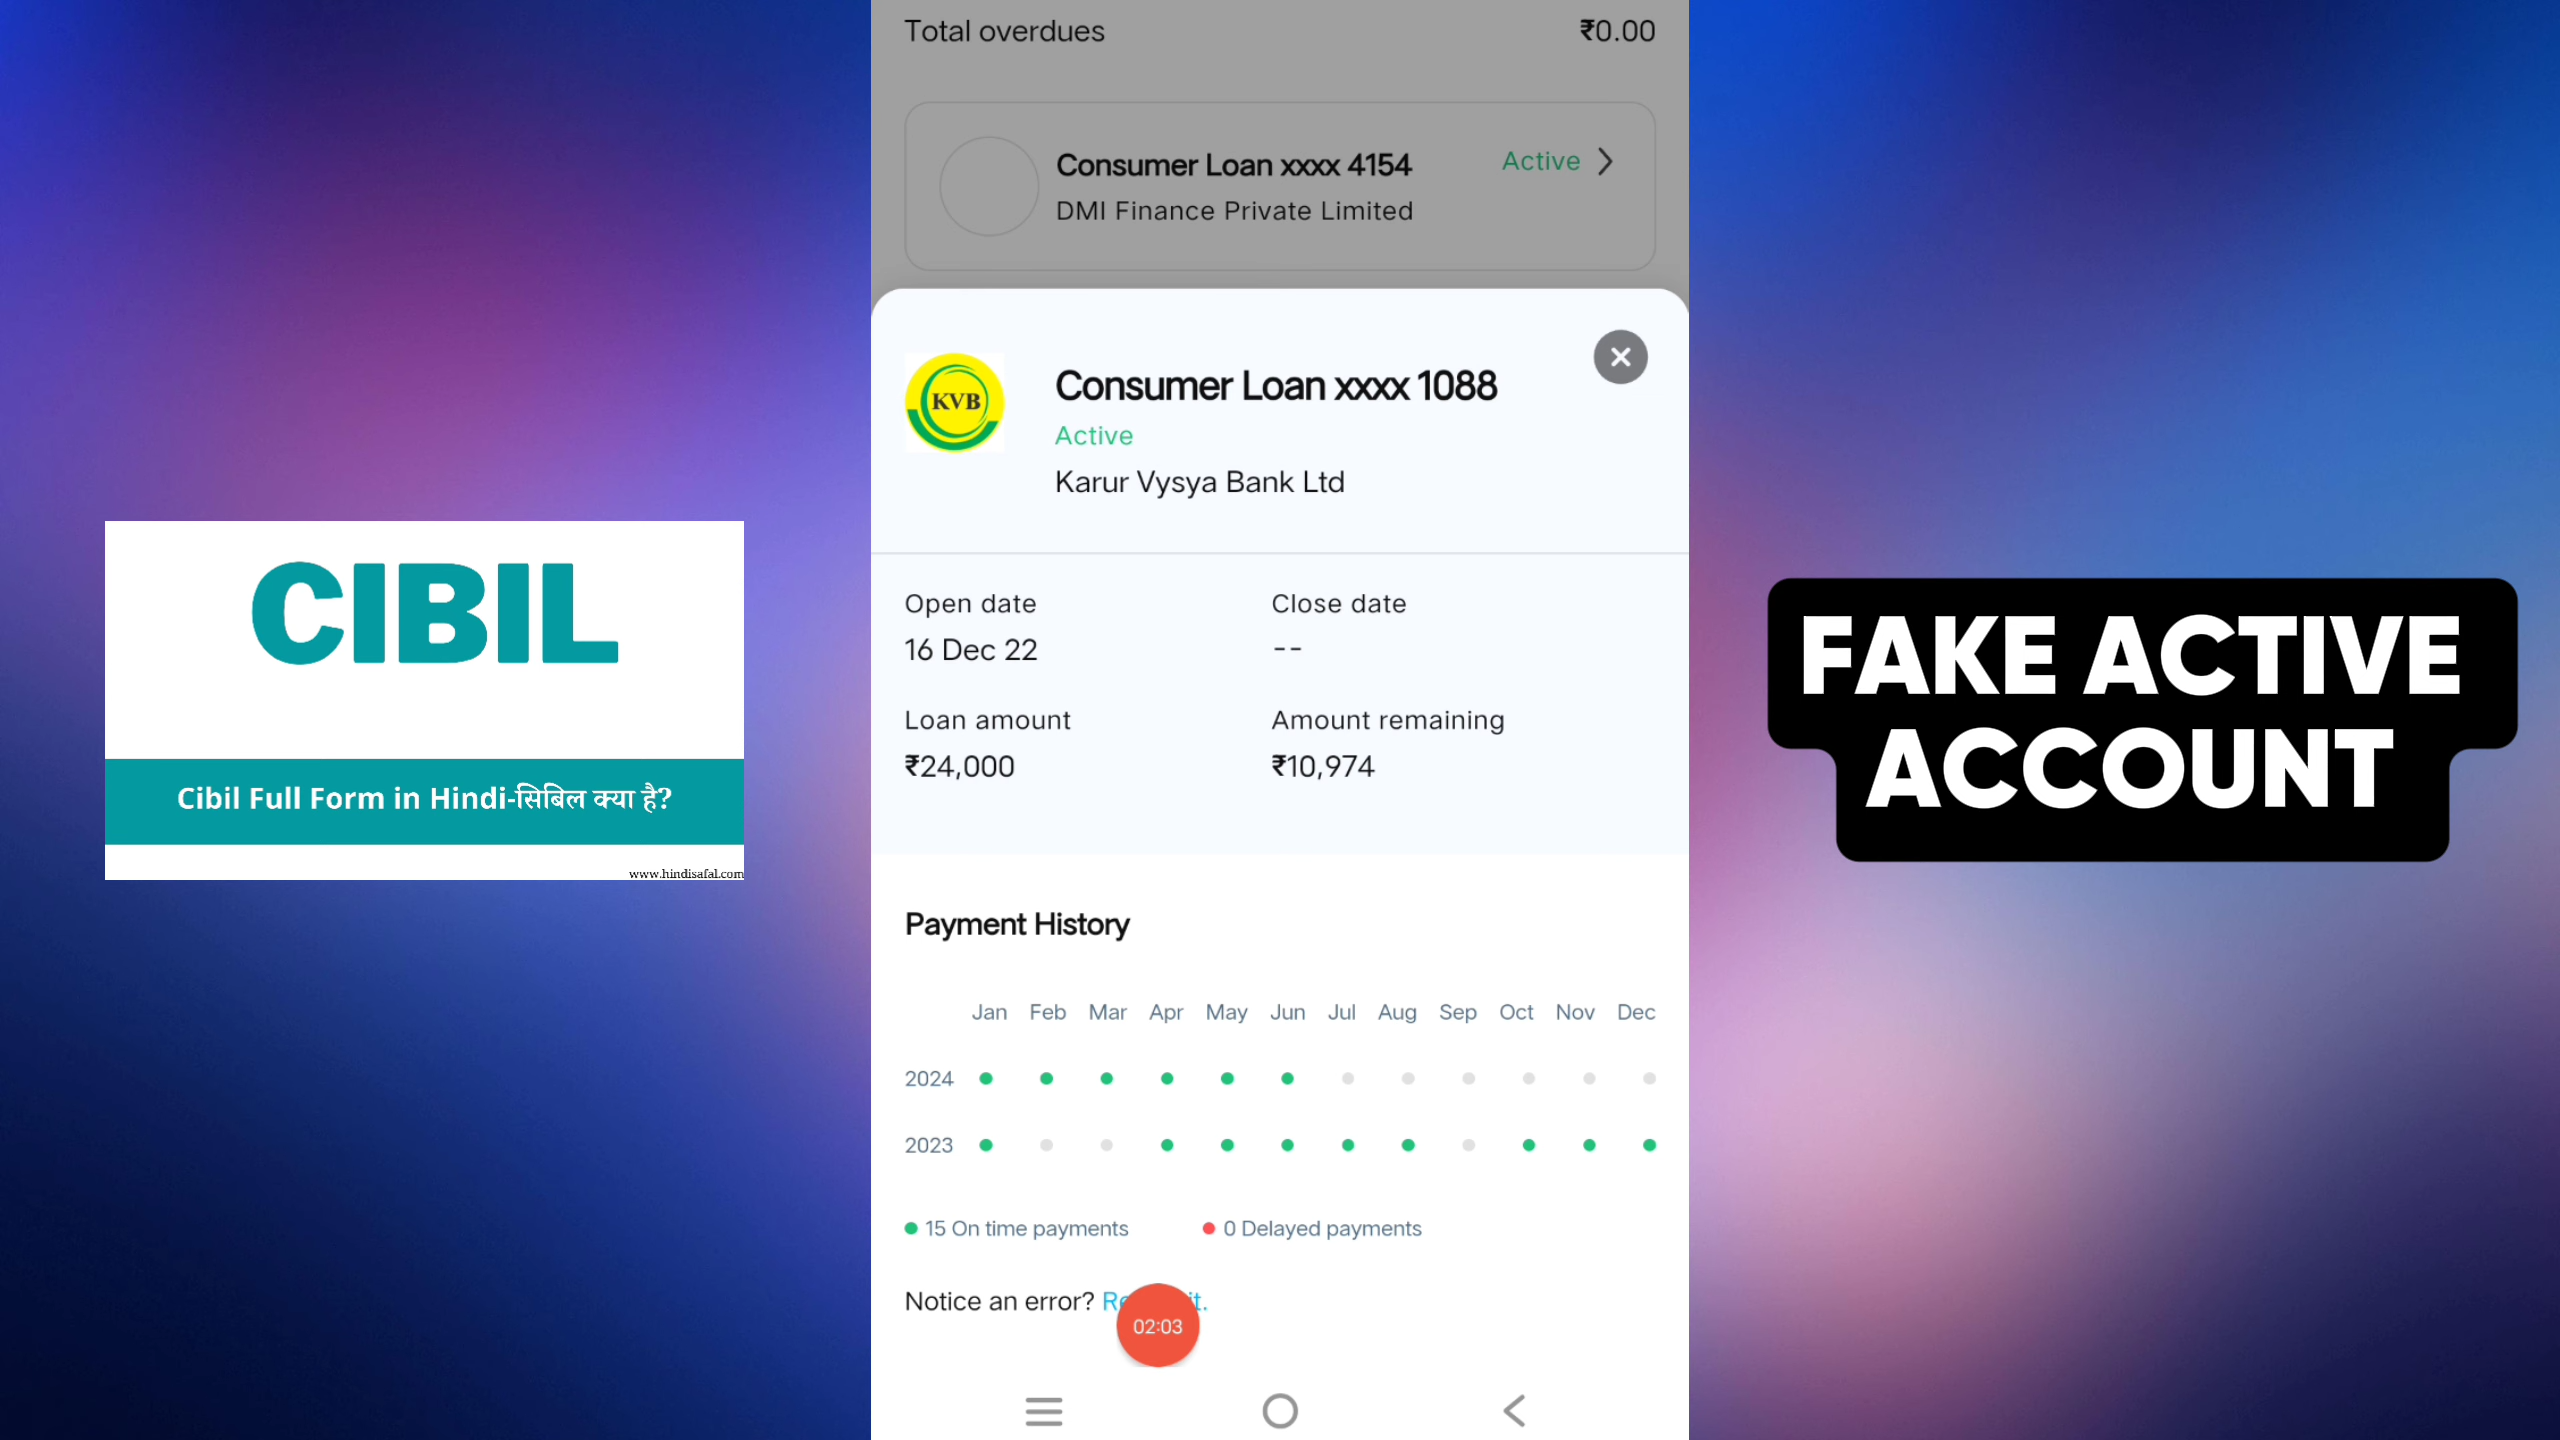 Total overdues ₹0.00
Consumer Loan xxxx 4154 Active
DMI Finance Private Limited
KVB
Consumer Loan xxxx 1088
Active
Karur Vysya Bank Ltd
Open date Close date
16 Dec 22 --
Loan amount Amount remaining
₹24,000 ₹10,974
Payment History
Jan Feb Mar Apr May Jun Jul Aug Sep Oct Nov Dec
2024
2023
15 On time payments 0 Delayed payments
Notice an error?
02:03
CIBIL
Cibil Full Form in Hindi-सिबिल क्या है?
www.hindisafal.com
FAKE ACTIVE
ACCOUNT